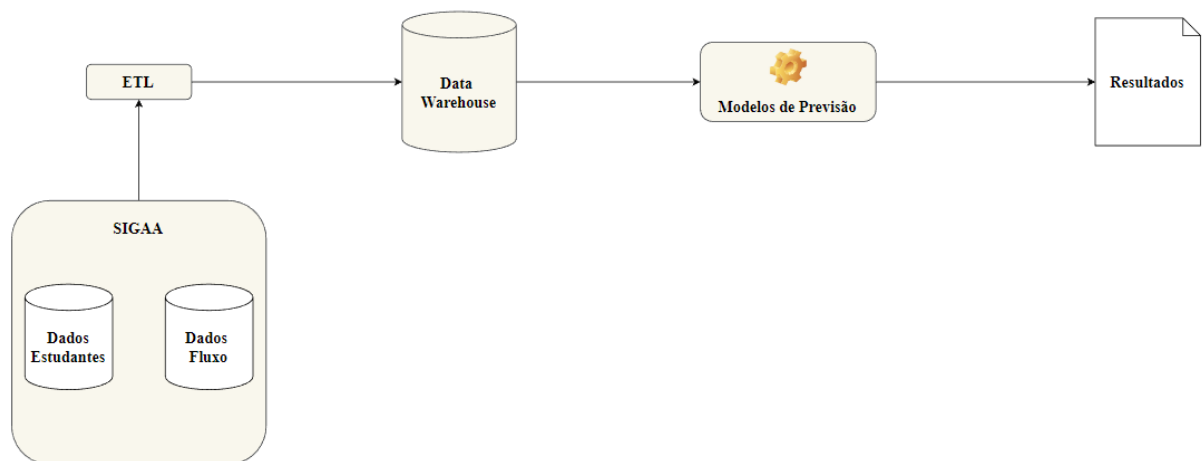 ETL
Data
Warehouse
Modelos de Previsão
Resultados
SIGAA
Dados
Estudantes
Dados
Fluxo